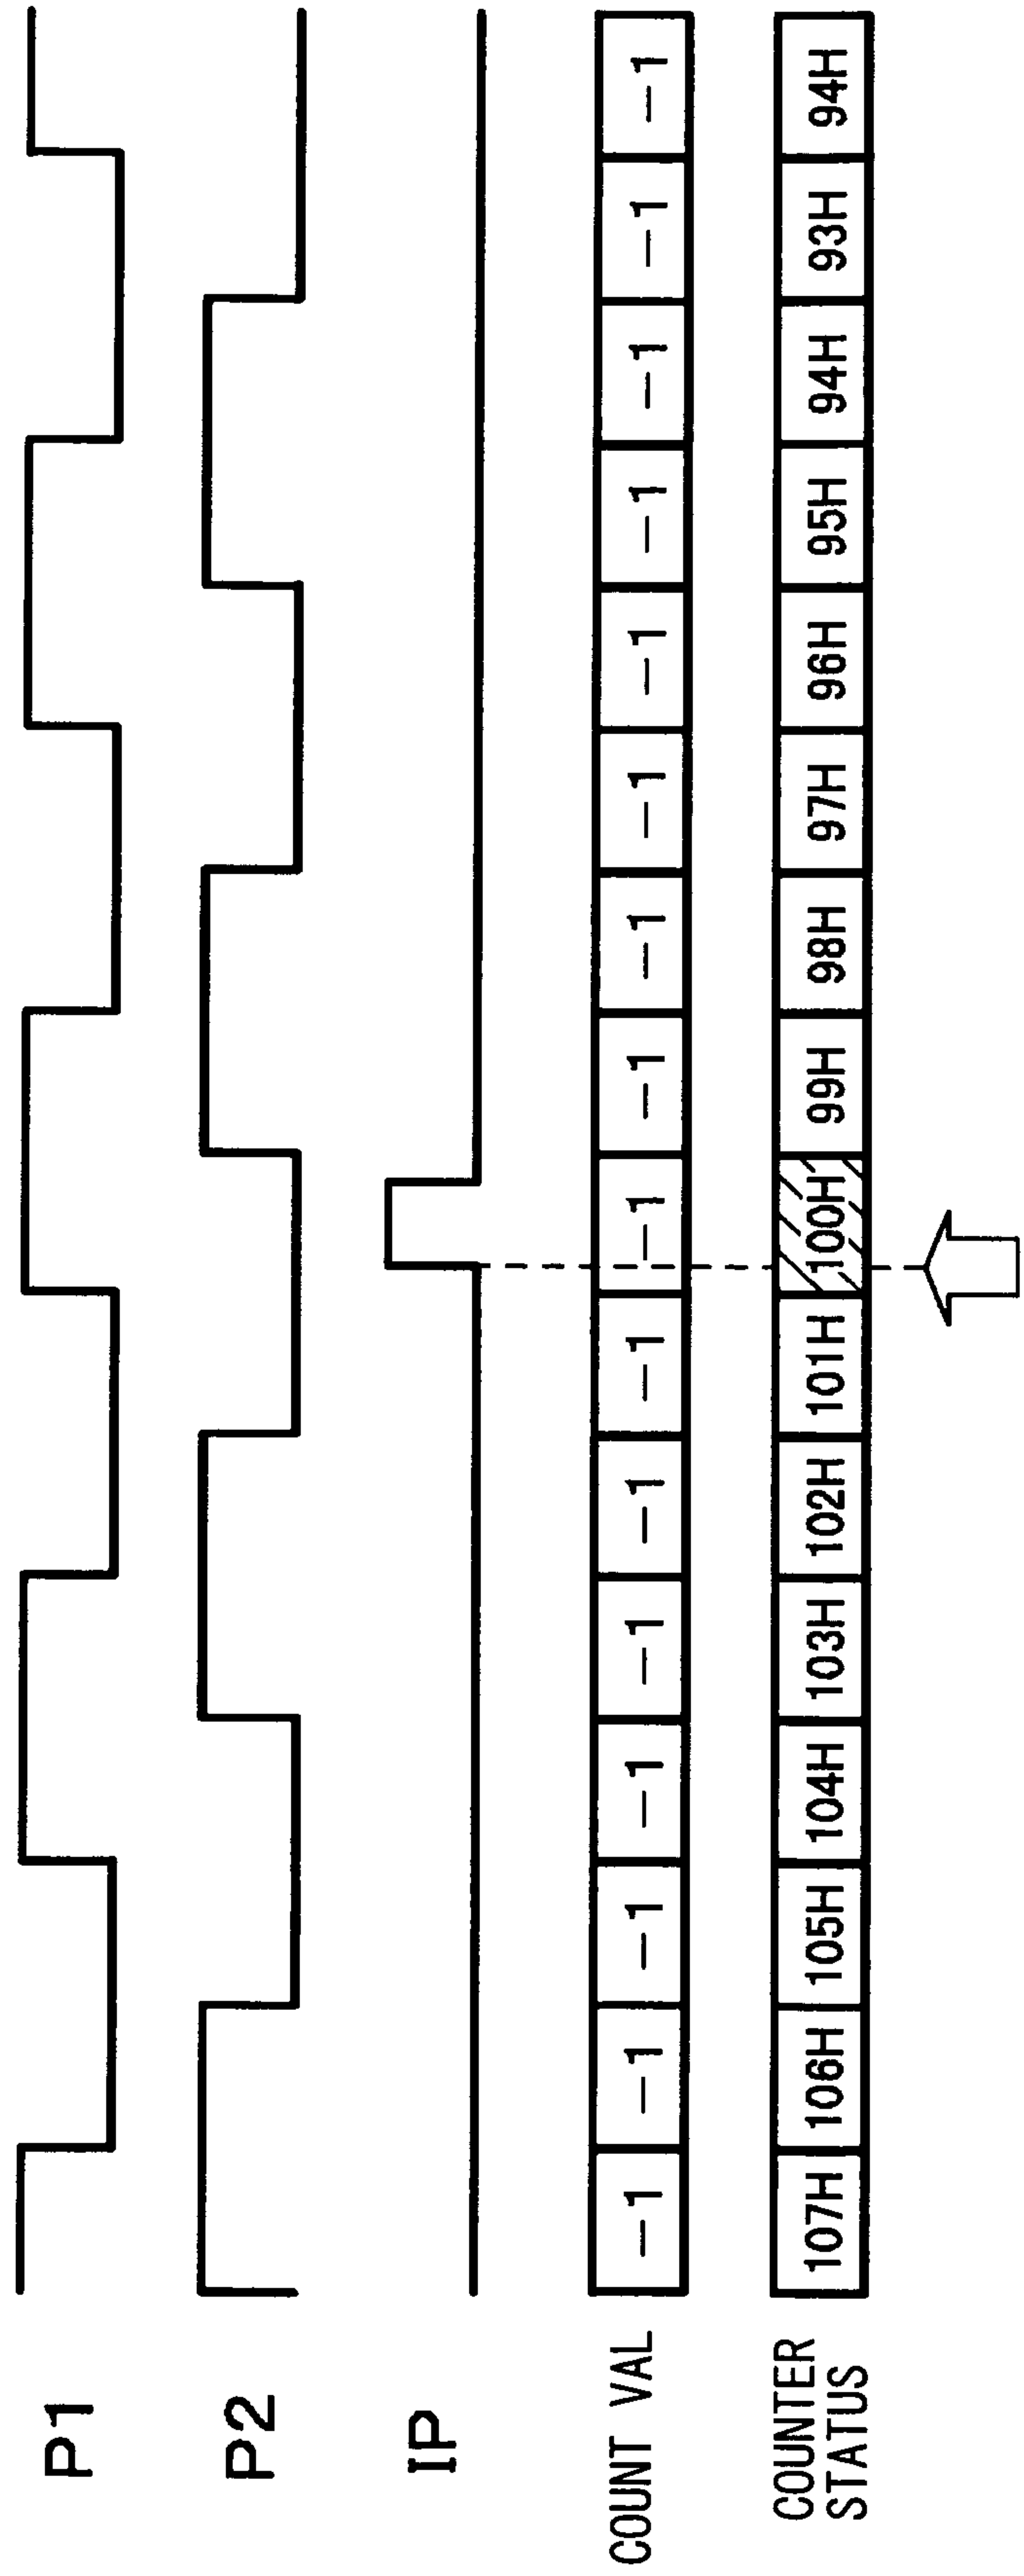 P1
P2
IP
COUNT VAL —1 —1 —1 —1 —1 —1 —1 —1 —1 —1 —1 —1 —1 —1 —1 —1
COUNTER
STATUS 107H 106H 105H 104H 103H 102H 101H 100H 99H 98H 97H 96H 95H 94H 93H 94H